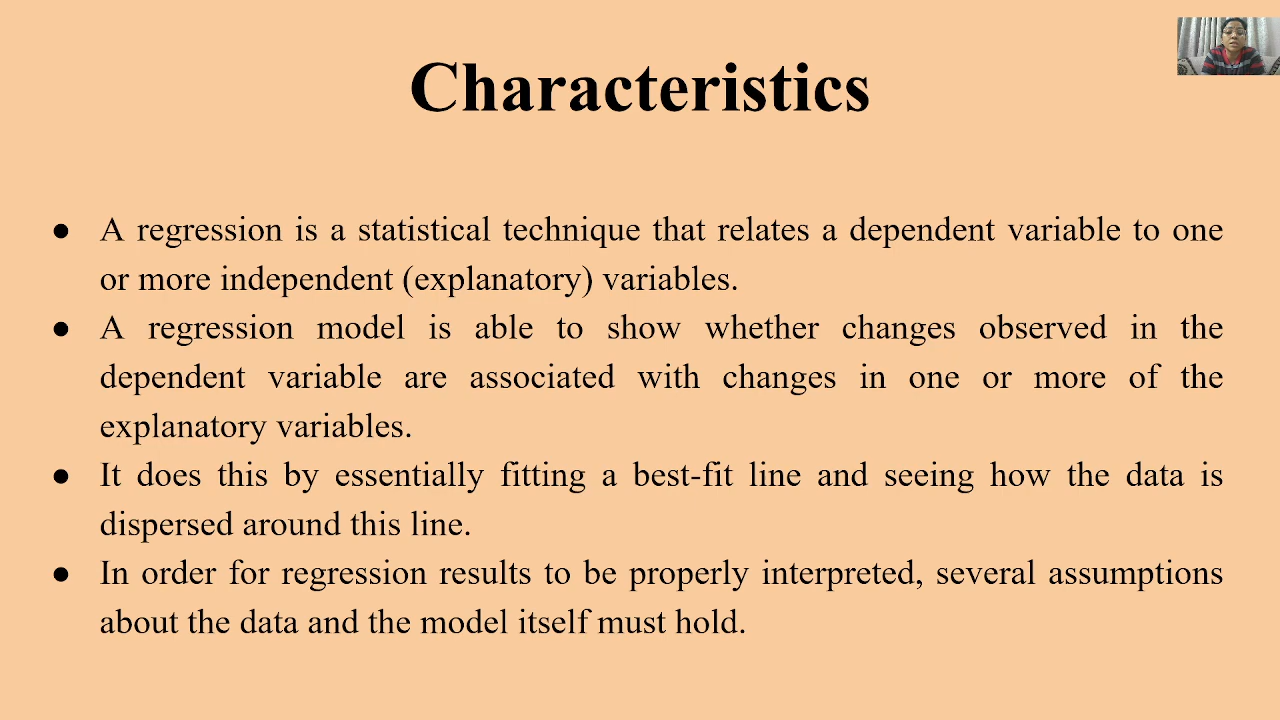 Characteristics
● A regression is a statistical technique that relates a dependent variable to one
or more independent (explanatory) variables.
● A regression model is able to show whether changes observed in the
dependent variable are associated with changes in one or more of the
explanatory variables.
● It does this by essentially fitting a best-fit line and seeing how the data is
dispersed around this line.
● In order for regression results to be properly interpreted, several assumptions
about the data and the model itself must hold.